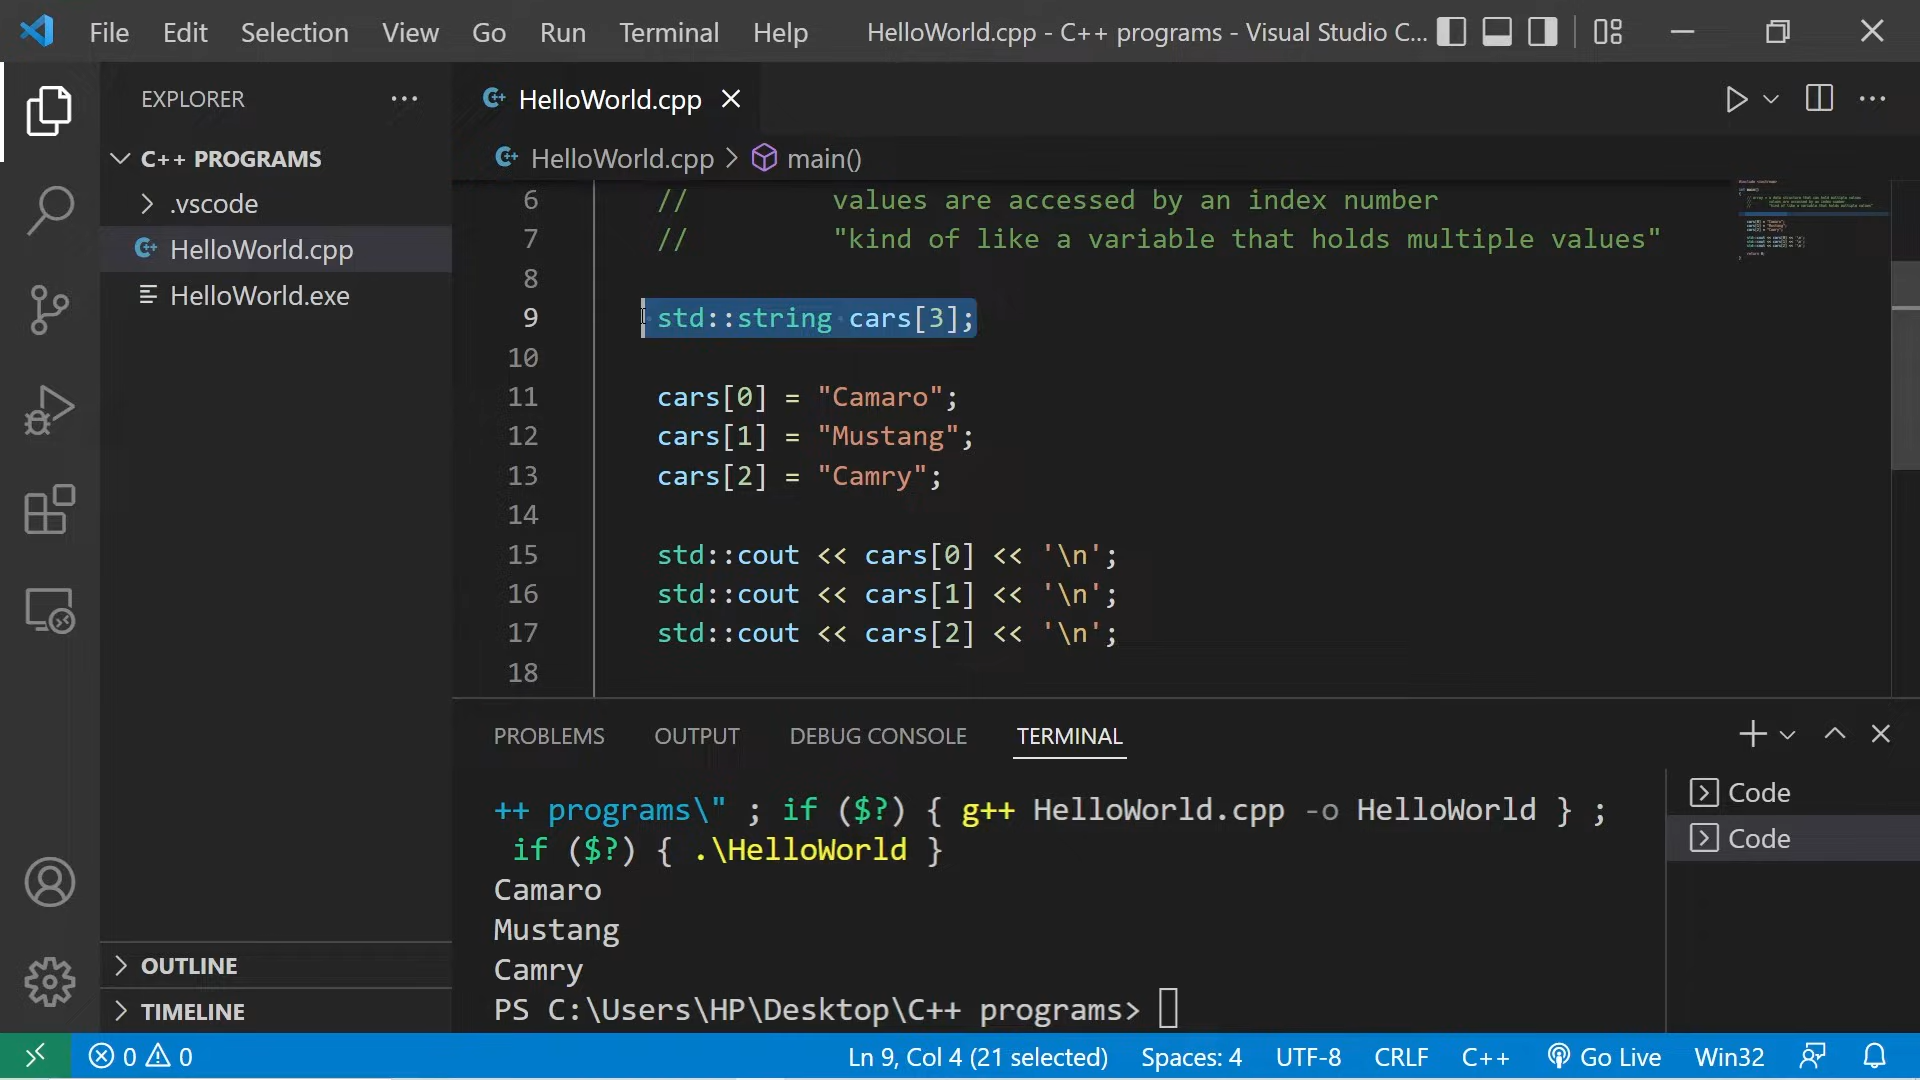 File Edit Selection View Go Run Terminal Help HelloWorld.cpp - C++ programs - Visual Studio C...
EXPLORER
C++ PROGRAMS
.vscode
HelloWorld.cpp
HelloWorld.exe
OUTLINE
TIMELINE
HelloWorld.cpp
HelloWorld.cpp > main()
6 // values are accessed by an index number
7 // "kind of like a variable that holds multiple values"
8
9 std::string cars[3];
10
11 cars[0] = "Camaro";
12 cars[1] = "Mustang";
13 cars[2] = "Camry";
14
15 std::cout << cars[0] << '\n';
16 std::cout << cars[1] << '\n';
17 std::cout << cars[2] << '\n';
18
PROBLEMS OUTPUT DEBUG CONSOLE TERMINAL
++ programs\" ; if ($?) { g++ HelloWorld.cpp -o HelloWorld } ;
if ($?) { .\HelloWorld }
Camaro
Mustang
Camry
PS C:\Users\HP\Desktop\C++ programs>
Code
Code
0 0 Ln 9, Col 4 (21 selected) Spaces: 4 UTF-8 CRLF C++ Go Live Win32